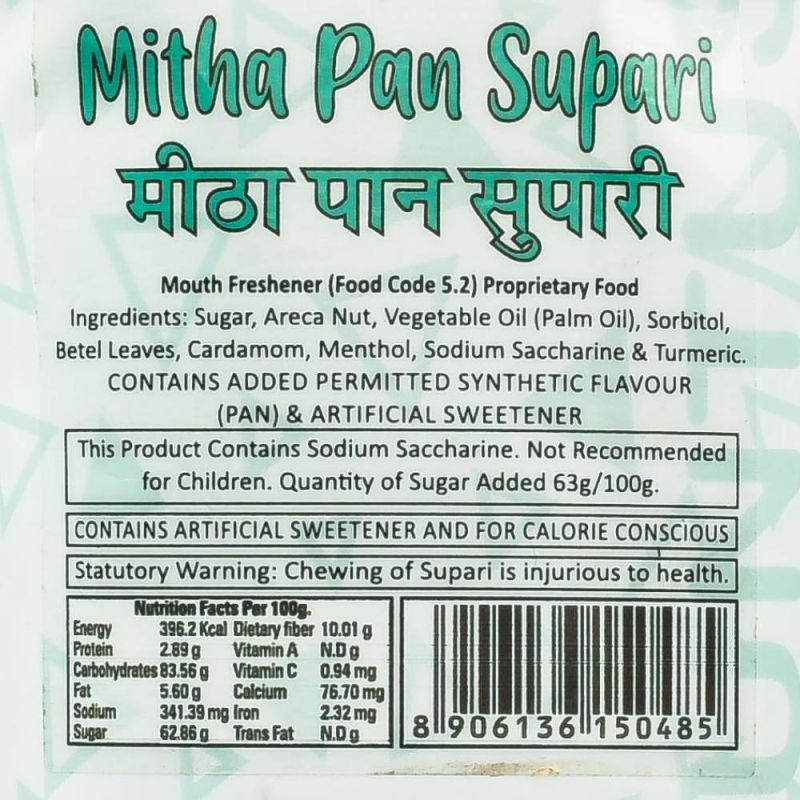 Mitha Pan Supari
मीठा पान सुपारी
Mouth Freshener (Food Code 5.2) Proprietary Food
Ingredients: Sugar, Areca Nut, Vegetable Oil (Palm Oil), Sorbitol,
Betel Leaves, Cardamom, Menthol, Sodium Saccharine & Turmeric.
CONTAINS ADDED PERMITTED SYNTHETIC FLAVOUR
(PAN) & ARTIFICIAL SWEETENER
This Product Contains Sodium Saccharine. Not Recommended
for Children. Quantity of Sugar Added 63g/100g.
CONTAINS ARTIFICIAL SWEETENER AND FOR CALORIE CONSCIOUS
Statutory Warning: Chewing of Supari is injurious to health.
Nutrition Facts Per 100g.
Energy 396.2 Kcal Dietary fiber 10.01 g
Protein 2.89 g Vitamin A N.D g
Carbohydrates 83.56 g Vitamin C 0.94 mg
Fat 5.60 g Calcium 76.70 mg
Sodium 341.39 mg Iron 2.32 mg
Sugar 62.86 g Trans Fat N.D g
8 906136 150485